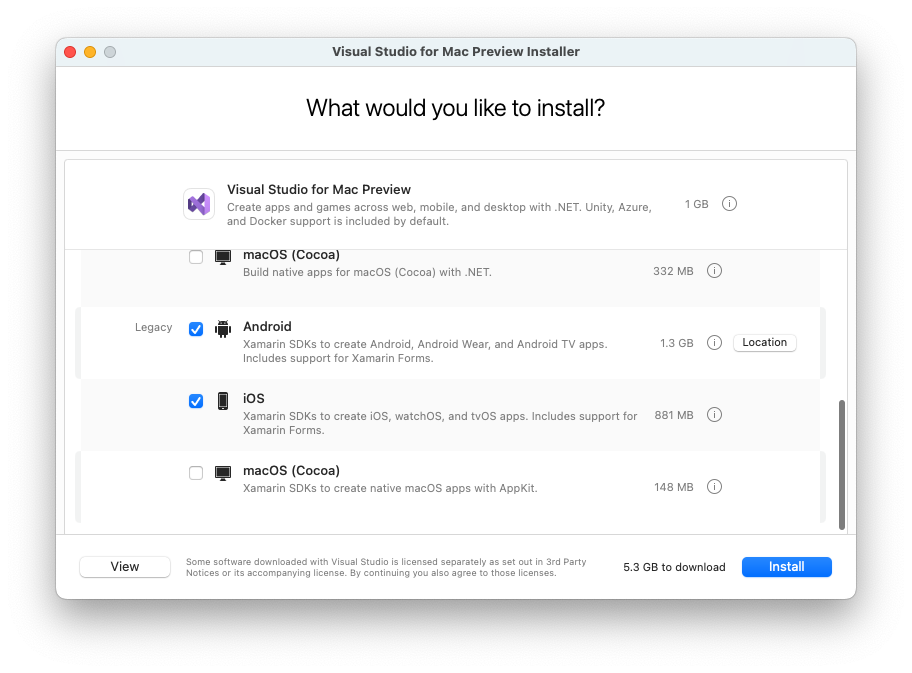 Visual Studio for Mac Preview Installer
What would you like to install?
Visual Studio for Mac Preview
Create apps and games across web, mobile, and desktop with .NET. Unity, Azure,
and Docker support is included by default.
1 GB
macOS (Cocoa)
Build native apps for macOS (Cocoa) with .NET.
332 MB
Legacy
Android
Xamarin SDKs to create Android, Android Wear, and Android TV apps.
Includes support for Xamarin Forms.
1.3 GB
Location
iOS
Xamarin SDKs to create iOS, watchOS, and tvOS apps. Includes support for
Xamarin Forms.
881 MB
macOS (Cocoa)
Xamarin SDKs to create native macOS apps with AppKit.
148 MB
View
Some software downloaded with Visual Studio is licensed separately as set out in 3rd Party
Notices or its accompanying license. By continuing you also agree to those licenses.
5.3 GB to download
Install